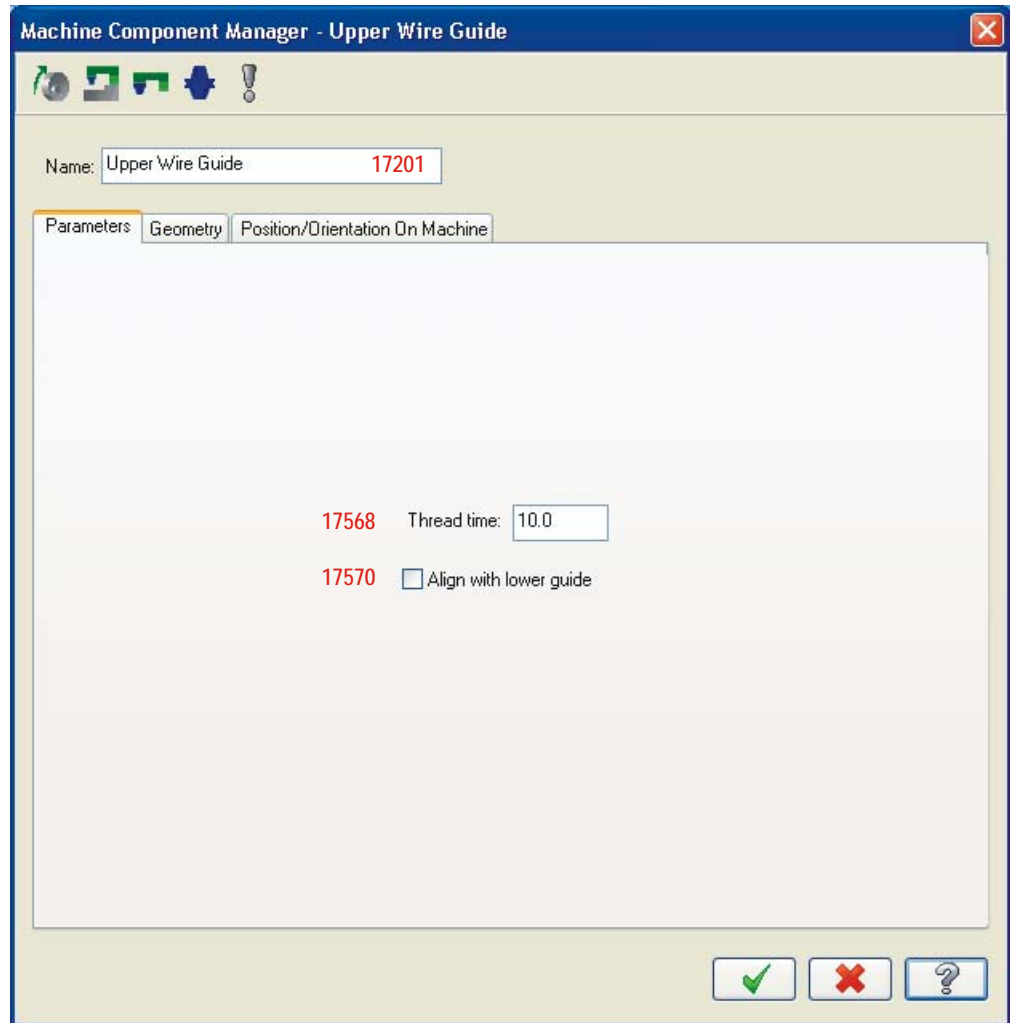 Machine Component Manager - Upper Wire Guide
Name: Upper Wire Guide 17201
Parameters Geometry Position/Orientation On Machine
17568 Thread time: 10.0
17570 Align with lower guide